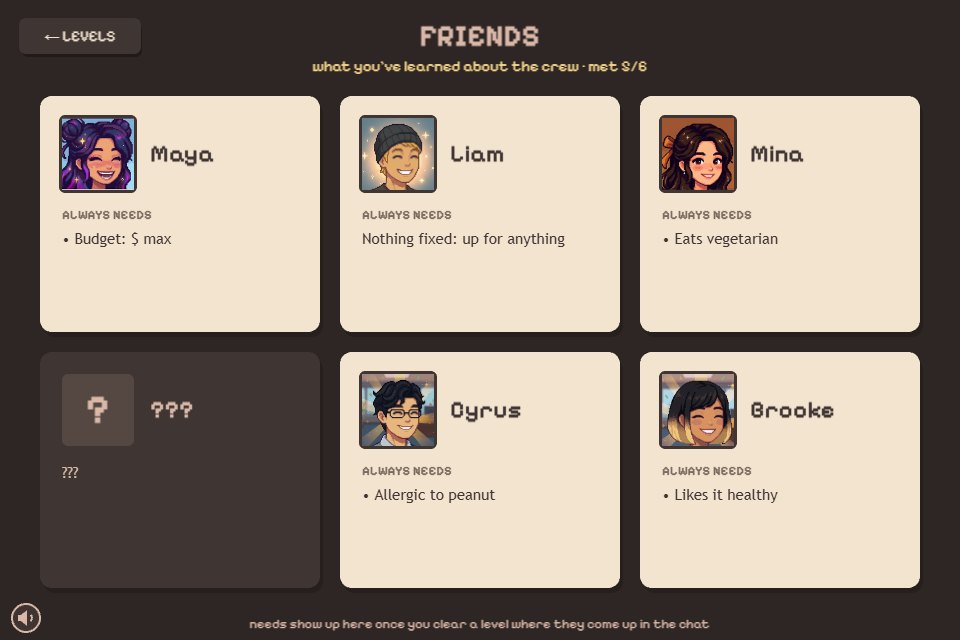 ← LEVELS
FRIENDS
what you've learned about the crew · met 5/6
Maya
ALWAYS NEEDS
• Budget: $ max
Liam
ALWAYS NEEDS
Nothing fixed: up for anything
Mina
ALWAYS NEEDS
• Eats vegetarian
?
???
???
Cyrus
ALWAYS NEEDS
• Allergic to peanut
Brooke
ALWAYS NEEDS
• Likes it healthy
needs show up here once you clear a level where they come up in the chat